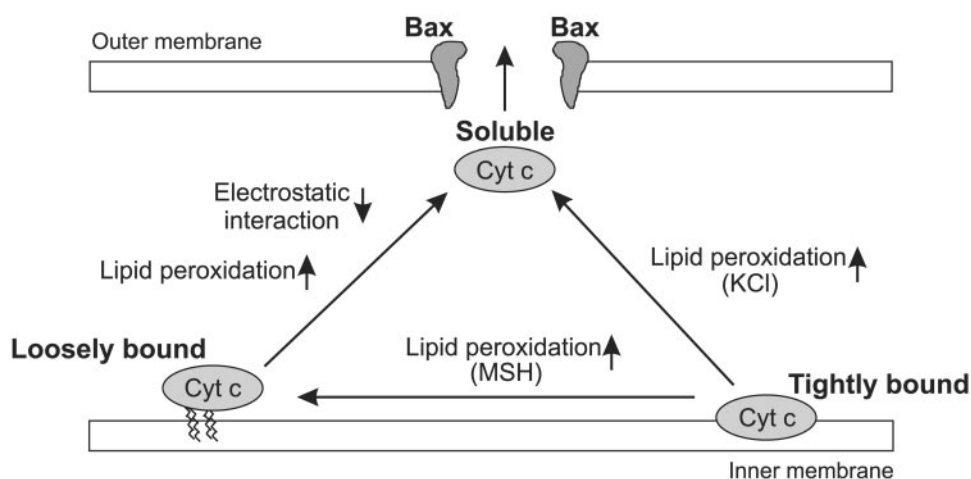 Bax
Bax
Outer membrane
Soluble
Cyt c
Electrostatic
interaction
Lipid peroxidation
Lipid peroxidation
(KCl)
Loosely bound
Cyt c
Lipid peroxidation
(MSH)
Tightly bound
Cyt c
Inner membrane